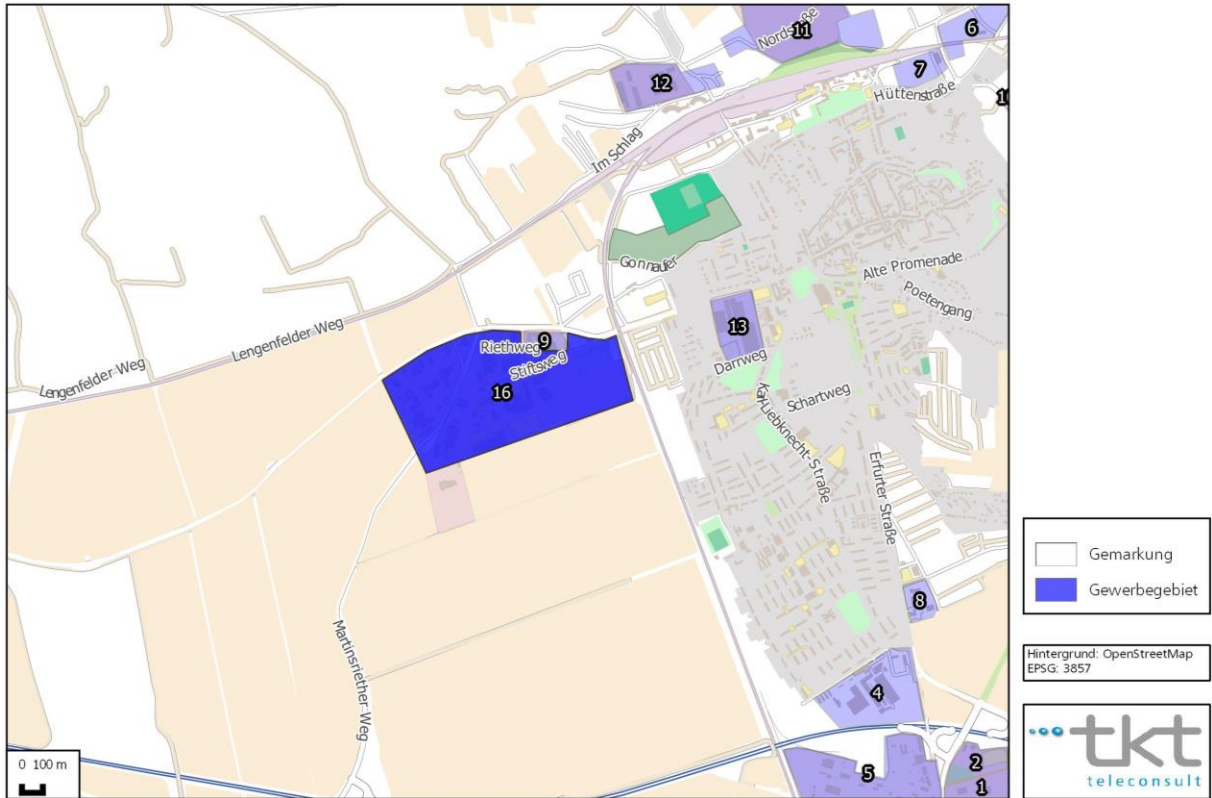 11
Nordstraße
6
7
12
Hüttenstraße
Im Schlag
Gonnaufer
Alte Promenade
Poetengang
13
Lengenfelder Weg
Lengenfelder Weg
9
Riethweg
Stiftsweg
Darrweg
16
Schartweg
Karl-Liebknecht-Straße
Erfurter Straße
8
Martinsriether Weg
4
5
2
1
0 100 m
Gemarkung
Gewerbegebiet
Hintergrund: OpenStreetMap
EPSG: 3857
tkt
teleconsult